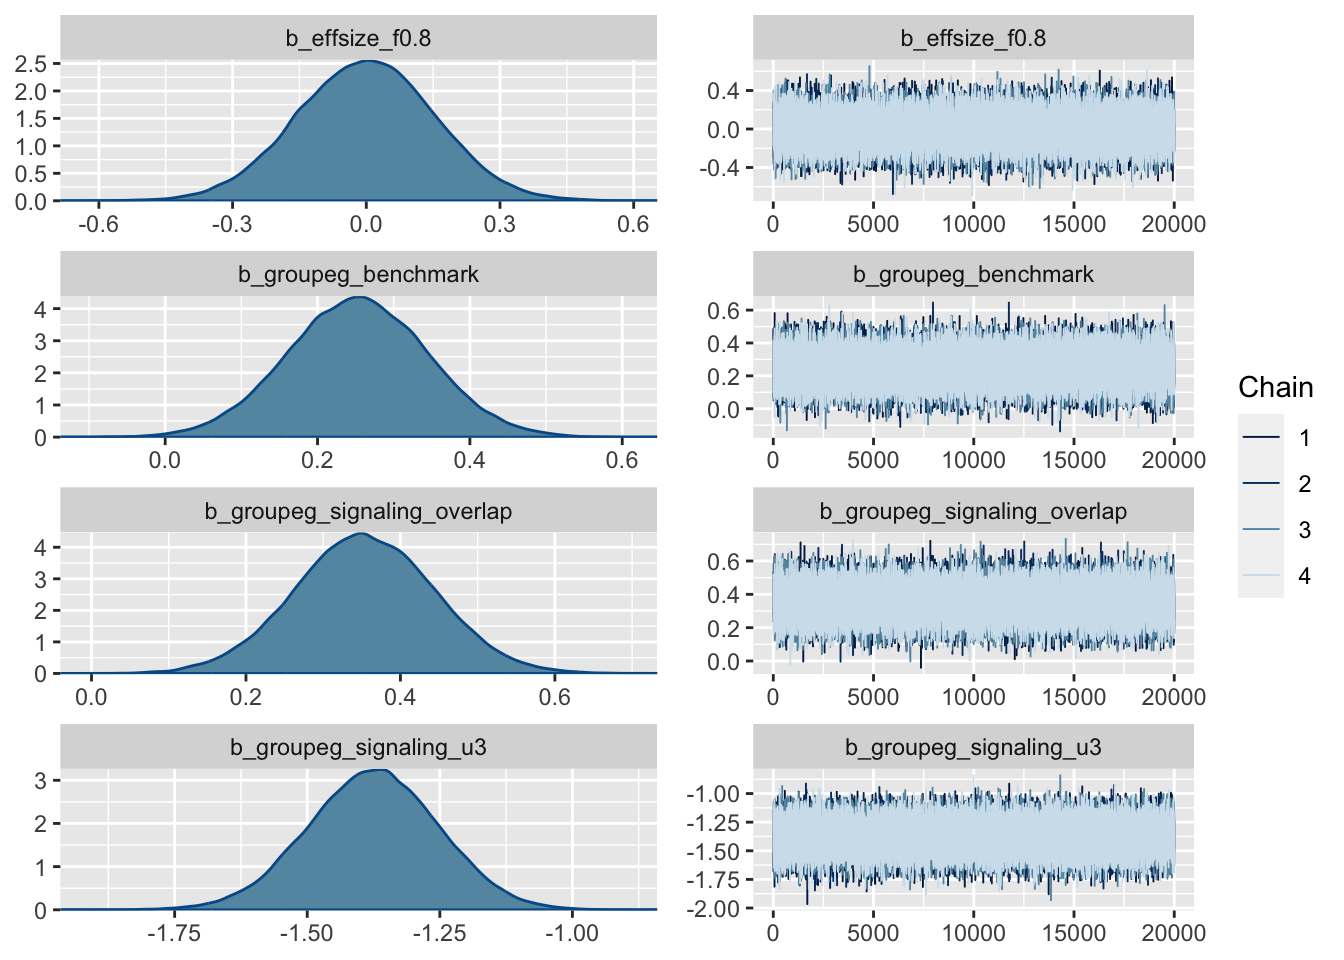 b_effsize_f0.8
2.5
2.0
1.5
1.0
0.5
0.0
-0.6 -0.3 0.0 0.3 0.6
b_effsize_f0.8
0.4
0.0
-0.4
0 5000 10000 15000 20000
b_groupeg_benchmark
4
3
2
1
0
0.0 0.2 0.4 0.6
b_groupeg_benchmark
0.6
0.4
0.2
0.0
0 5000 10000 15000 20000
b_groupeg_signaling_overlap
4
3
2
1
0
0.0 0.2 0.4 0.6
b_groupeg_signaling_overlap
0.6
0.4
0.2
0.0
0 5000 10000 15000 20000
b_groupeg_signaling_u3
3
2
1
0
-1.75 -1.50 -1.25 -1.00
b_groupeg_signaling_u3
-1.00
-1.25
-1.50
-1.75
-2.00
0 5000 10000 15000 20000
Chain
1
2
3
4